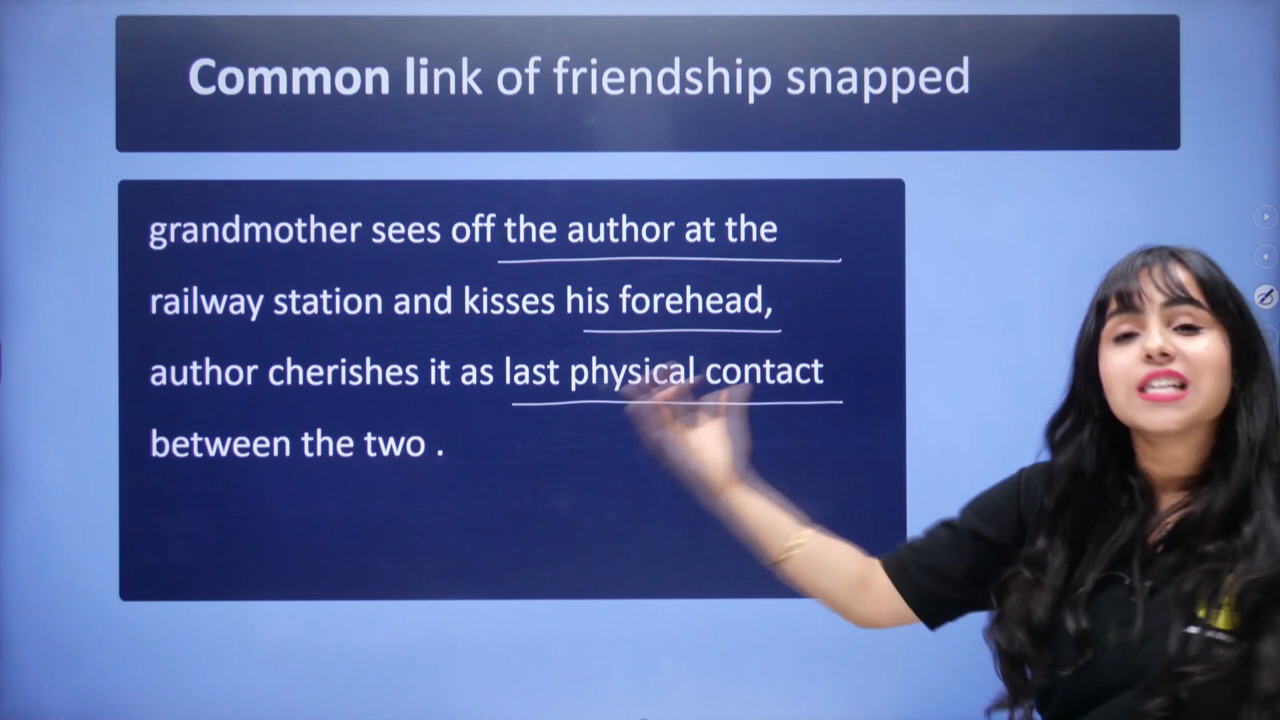 Common link of friendship snapped
grandmother sees off the author at the
railway station and kisses his forehead,
author cherishes it as last physical contact
between the two .